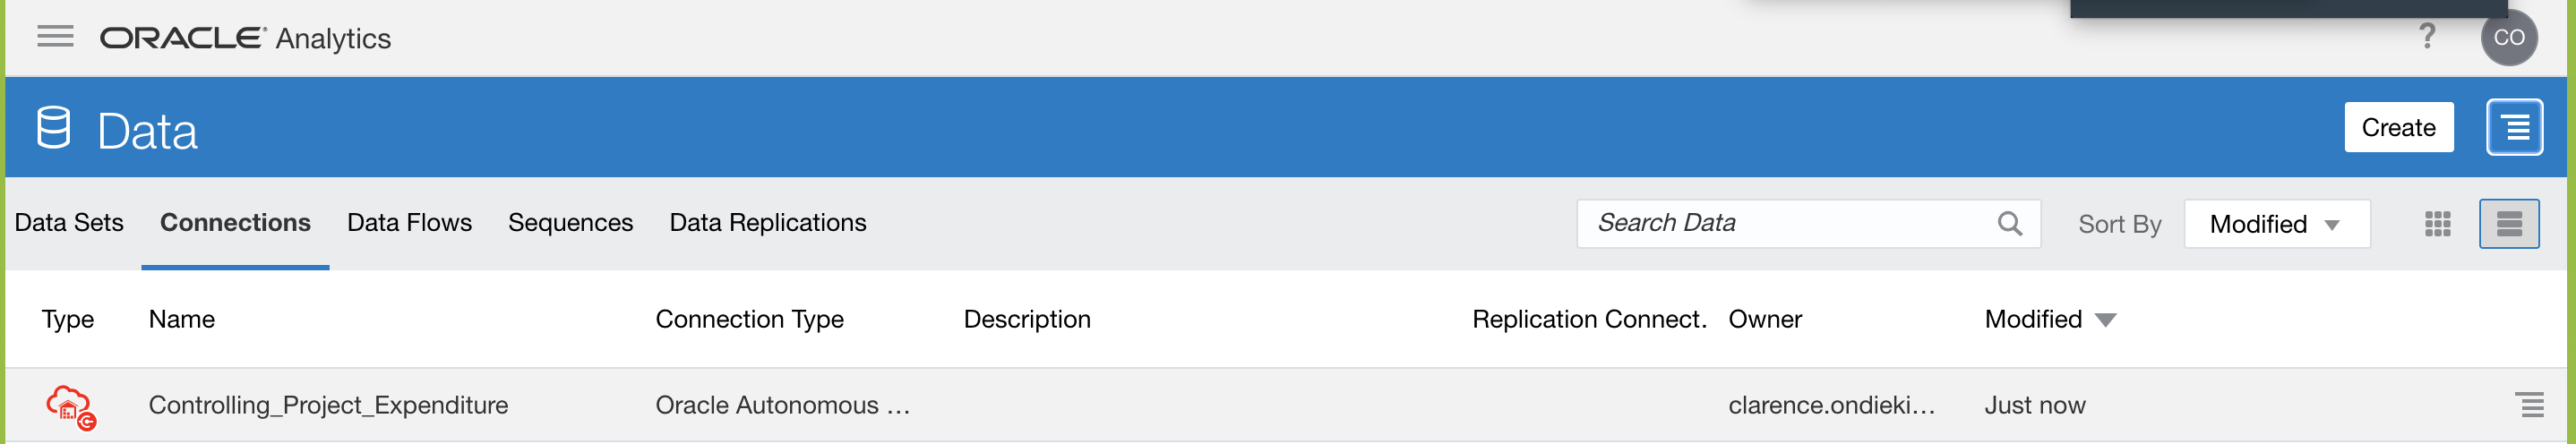 ORACLE® Analytics
? CO
Data
Create
Data Sets Connections Data Flows Sequences Data Replications Search Data Sort By Modified
Type Name Connection Type Description Replication Connect. Owner Modified
Controlling_Project_Expenditure Oracle Autonomous ... clarence.ondieki... Just now